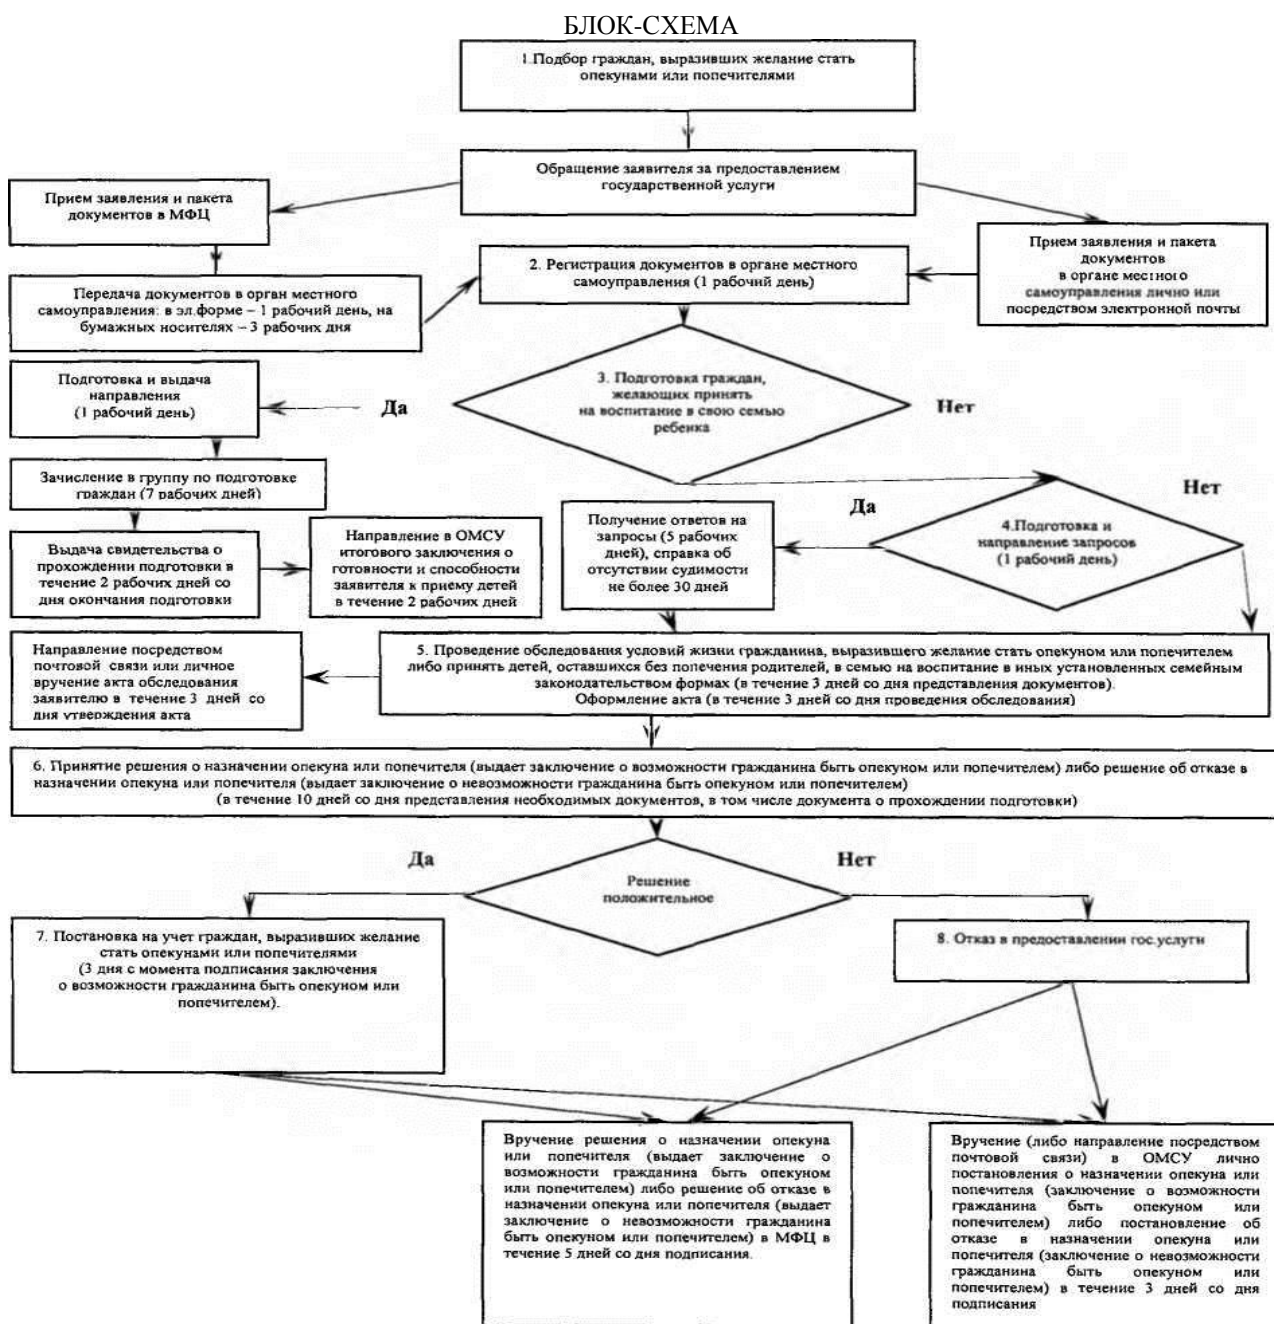 БЛОК-СХЕМА
1.Подбор граждан, выразивших желание стать
опекунами или попечителями
Обращение заявителя за предоставлением
государственной услуги
Прием заявления и пакета
документов в МФЦ
Прием заявления и пакета
документов
в органе местного
самоуправления лично или
посредством электронной почты
2. Регистрация документов в органе местного
самоуправления (1 рабочий день)
Передача документов в орган местного
самоуправления: в эл.форме – 1 рабочий день, на
бумажных носителях – 3 рабочих дня
Подготовка и выдача
направления
(1 рабочий день)
Да
3. Подготовка граждан,
желающих принять
на воспитание в свою семью
ребенка
Нет
Зачисление в группу по подготовке
граждан (7 рабочих дней)
Выдача свидетельства о
прохождении подготовки в
течение 2 рабочих дней со
дня окончания подготовки
Направление в ОМСУ
итогового заключения о
готовности и способности
заявителя к приему детей
в течение 2 рабочих дней
Получение ответов на
запросы (5 рабочих
дней), справка об
отсутствии судимости
не более 30 дней
Да
4.Подготовка и
направление запросов
(1 рабочий день)
Нет
Направление посредством
почтовой связи или личное
вручение акта обследования
заявителю в течение 3 дней со
дня утверждения акта
5. Проведение обследования условий жизни гражданина, выразившего желание стать опекуном или попечителем
либо принять детей, оставшихся без попечения родителей, в семью на воспитание в иных установленных семейным
законодательством формах (в течение 3 дней со дня представления документов).
Оформление акта (в течение 3 дней со дня проведения обследования)
6. Принятие решения о назначении опекуна или попечителя (выдает заключение о возможности гражданина быть опекуном или попечителем) либо решение об отказе в
назначении опекуна или попечителя (выдает заключение о невозможности гражданина быть опекуном или попечителем)
(в течение 10 дней со дня представления необходимых документов, в том числе документа о прохождении подготовки)
Да
Решение
положительное
Нет
7. Постановка на учет граждан, выразивших желание
стать опекунами или попечителями
(3 дня с момента подписания заключения
о возможности гражданина быть опекуном или
попечителем).
8. Отказ в предоставлении гос.услуги
Вручение решения о назначении опекуна
или попечителя (выдает заключение о
возможности гражданина быть опекуном
или попечителем) либо решение об отказе в
назначении опекуна или попечителя (выдает
заключение о невозможности гражданина
быть опекуном или попечителем) в МФЦ в
течение 5 дней со дня подписания.
Вручение (либо направление посредством
почтовой связи) в ОМСУ лично
постановления о назначении опекуна или
попечителя (заключение о возможности
гражданина быть опекуном или
попечителем) либо постановление об
отказе в назначении опекуна или
попечителя (заключение о невозможности
гражданина быть опекуном или
попечителем) в течение 3 дней со дня
подписания